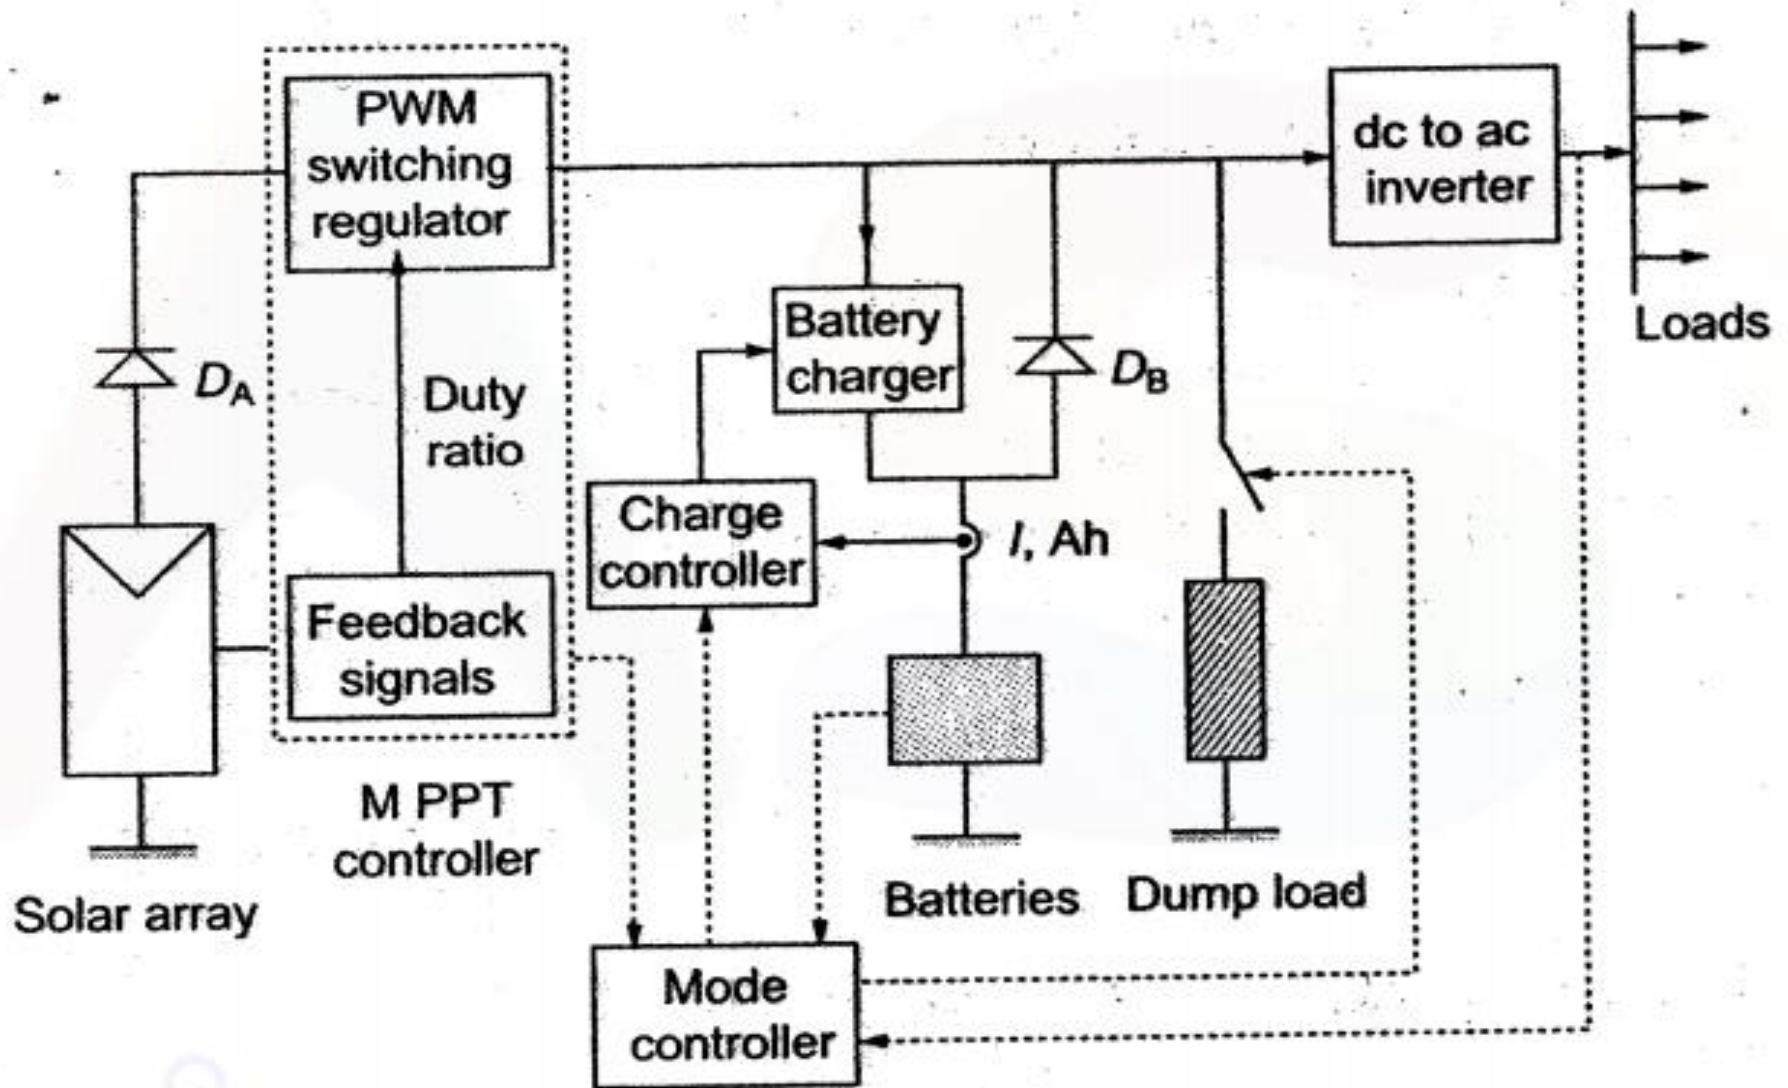 PWM
switching
regulator
dc to ac
inverter
Loads
Battery
charger
D_B
D_A
Duty
ratio
Charge
controller
I, Ah
Feedback
signals
M PPT
controller
Batteries
Dump load
Solar array
Mode
controller